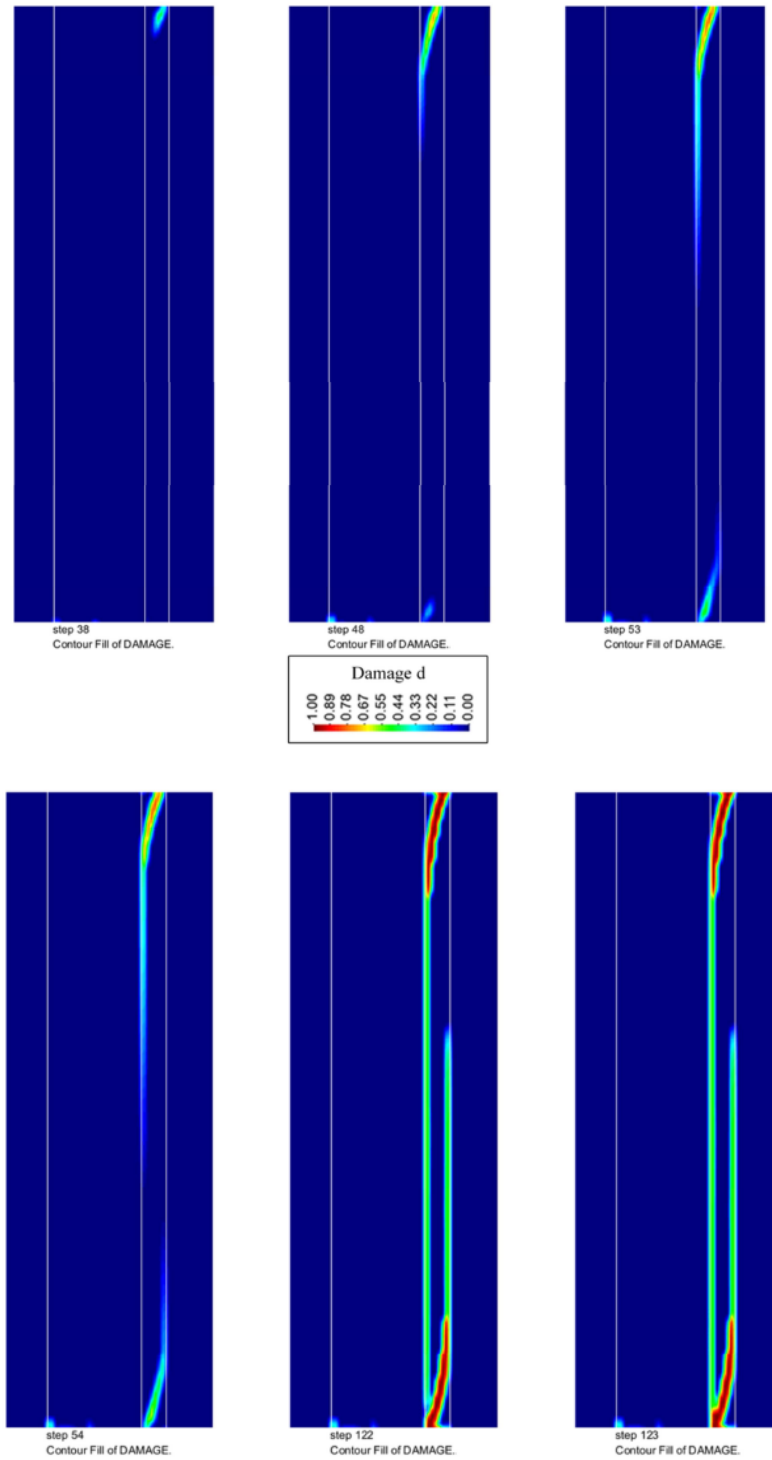 step 38
Contour Fill of DAMAGE.
step 48
Contour Fill of DAMAGE.
step 53
Contour Fill of DAMAGE.
Damage d
1.00
0.89
0.78
0.67
0.55
0.44
0.33
0.22
0.11
0.00
step 54
Contour Fill of DAMAGE.
step 122
Contour Fill of DAMAGE.
step 123
Contour Fill of DAMAGE.